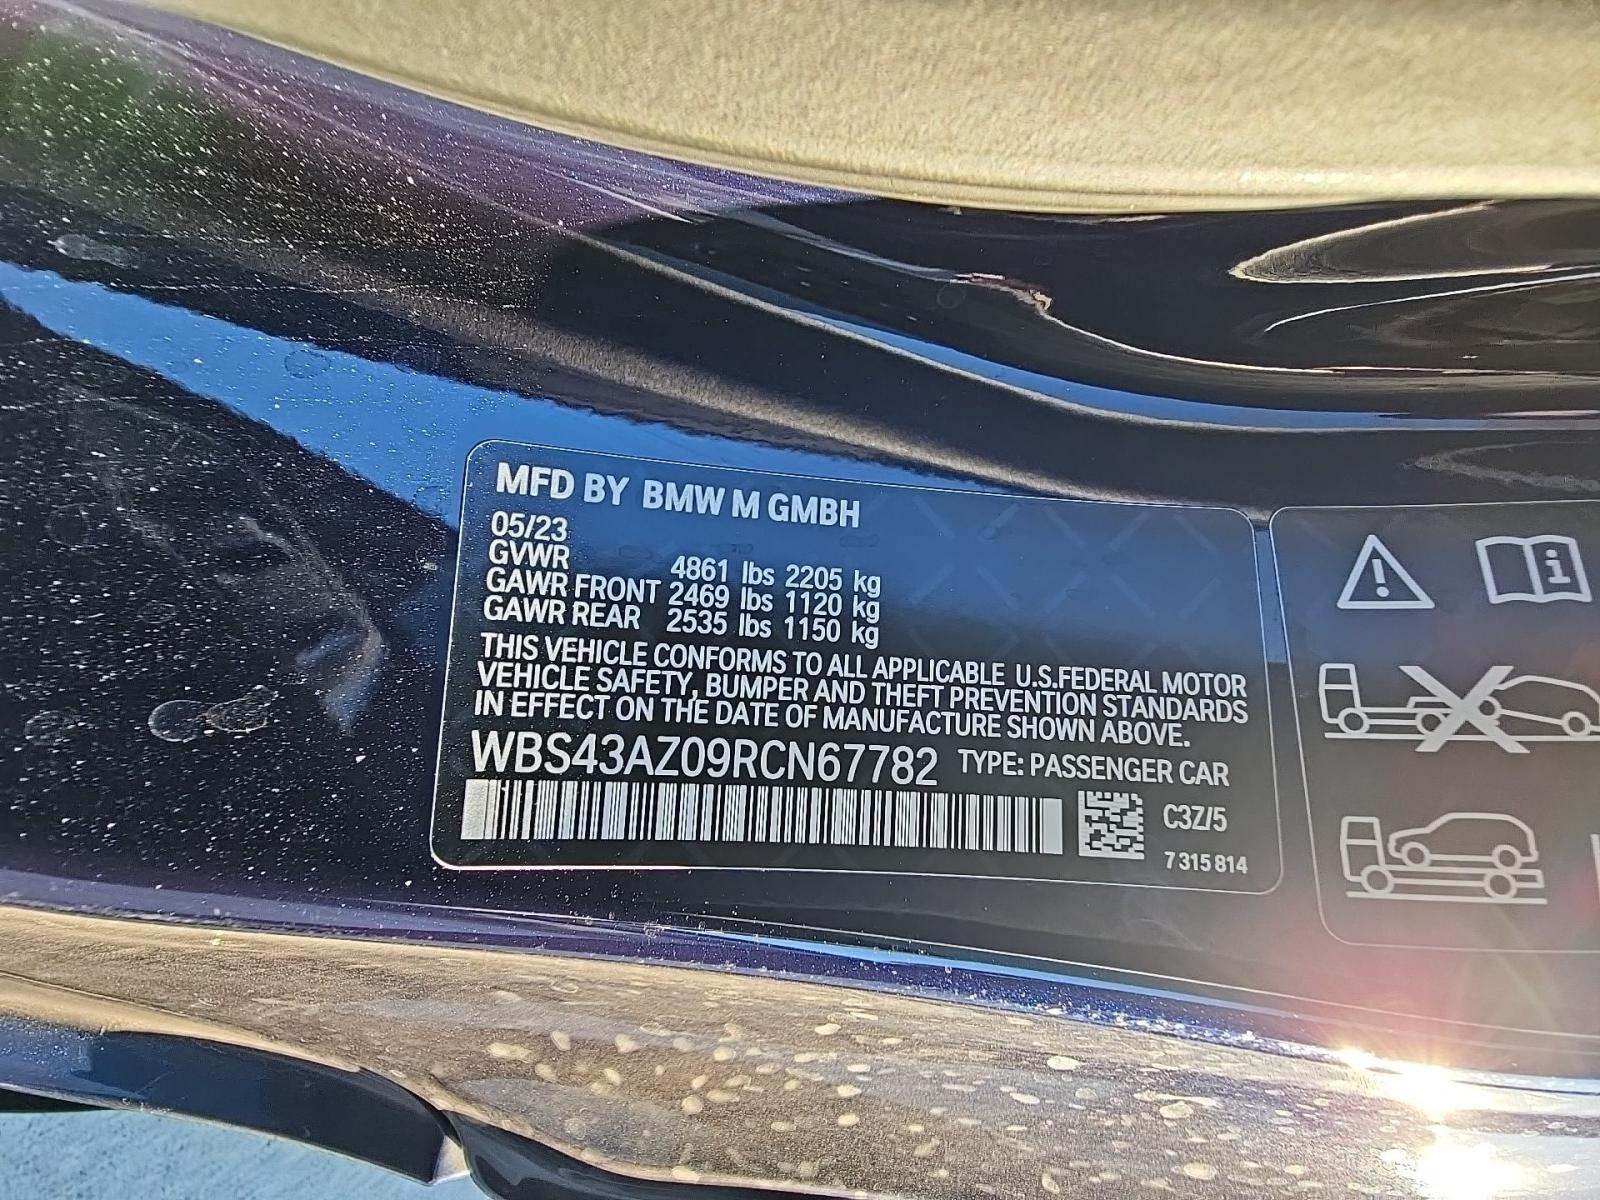 MFD BY BMW M GMBH
05/23
GVWR 4861 lbs 2205 kg
GAWR FRONT 2469 lbs 1120 kg
GAWR REAR 2535 lbs 1150 kg
THIS VEHICLE CONFORMS TO ALL APPLICABLE U.S.FEDERAL MOTOR
VEHICLE SAFETY, BUMPER AND THEFT PREVENTION STANDARDS
IN EFFECT ON THE DATE OF MANUFACTURE SHOWN ABOVE.
WBS43AZ09RCN67782 TYPE: PASSENGER CAR
C3Z/5
7 315 814